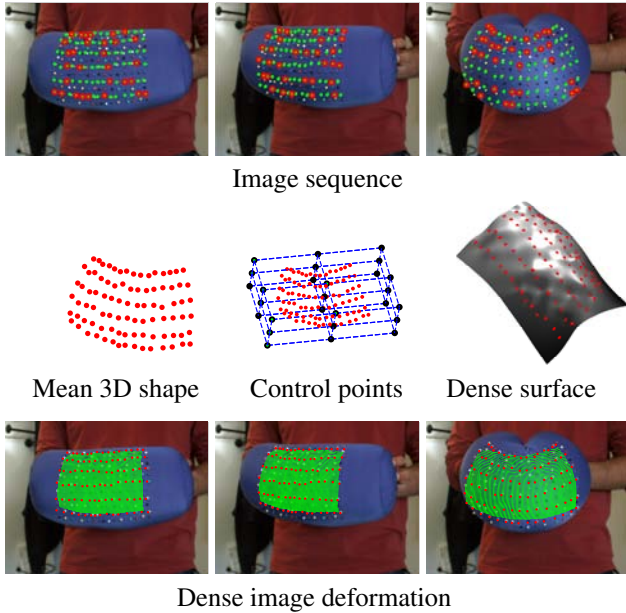 Image sequence
Mean 3D shape
Control points
Dense surface
Dense image deformation